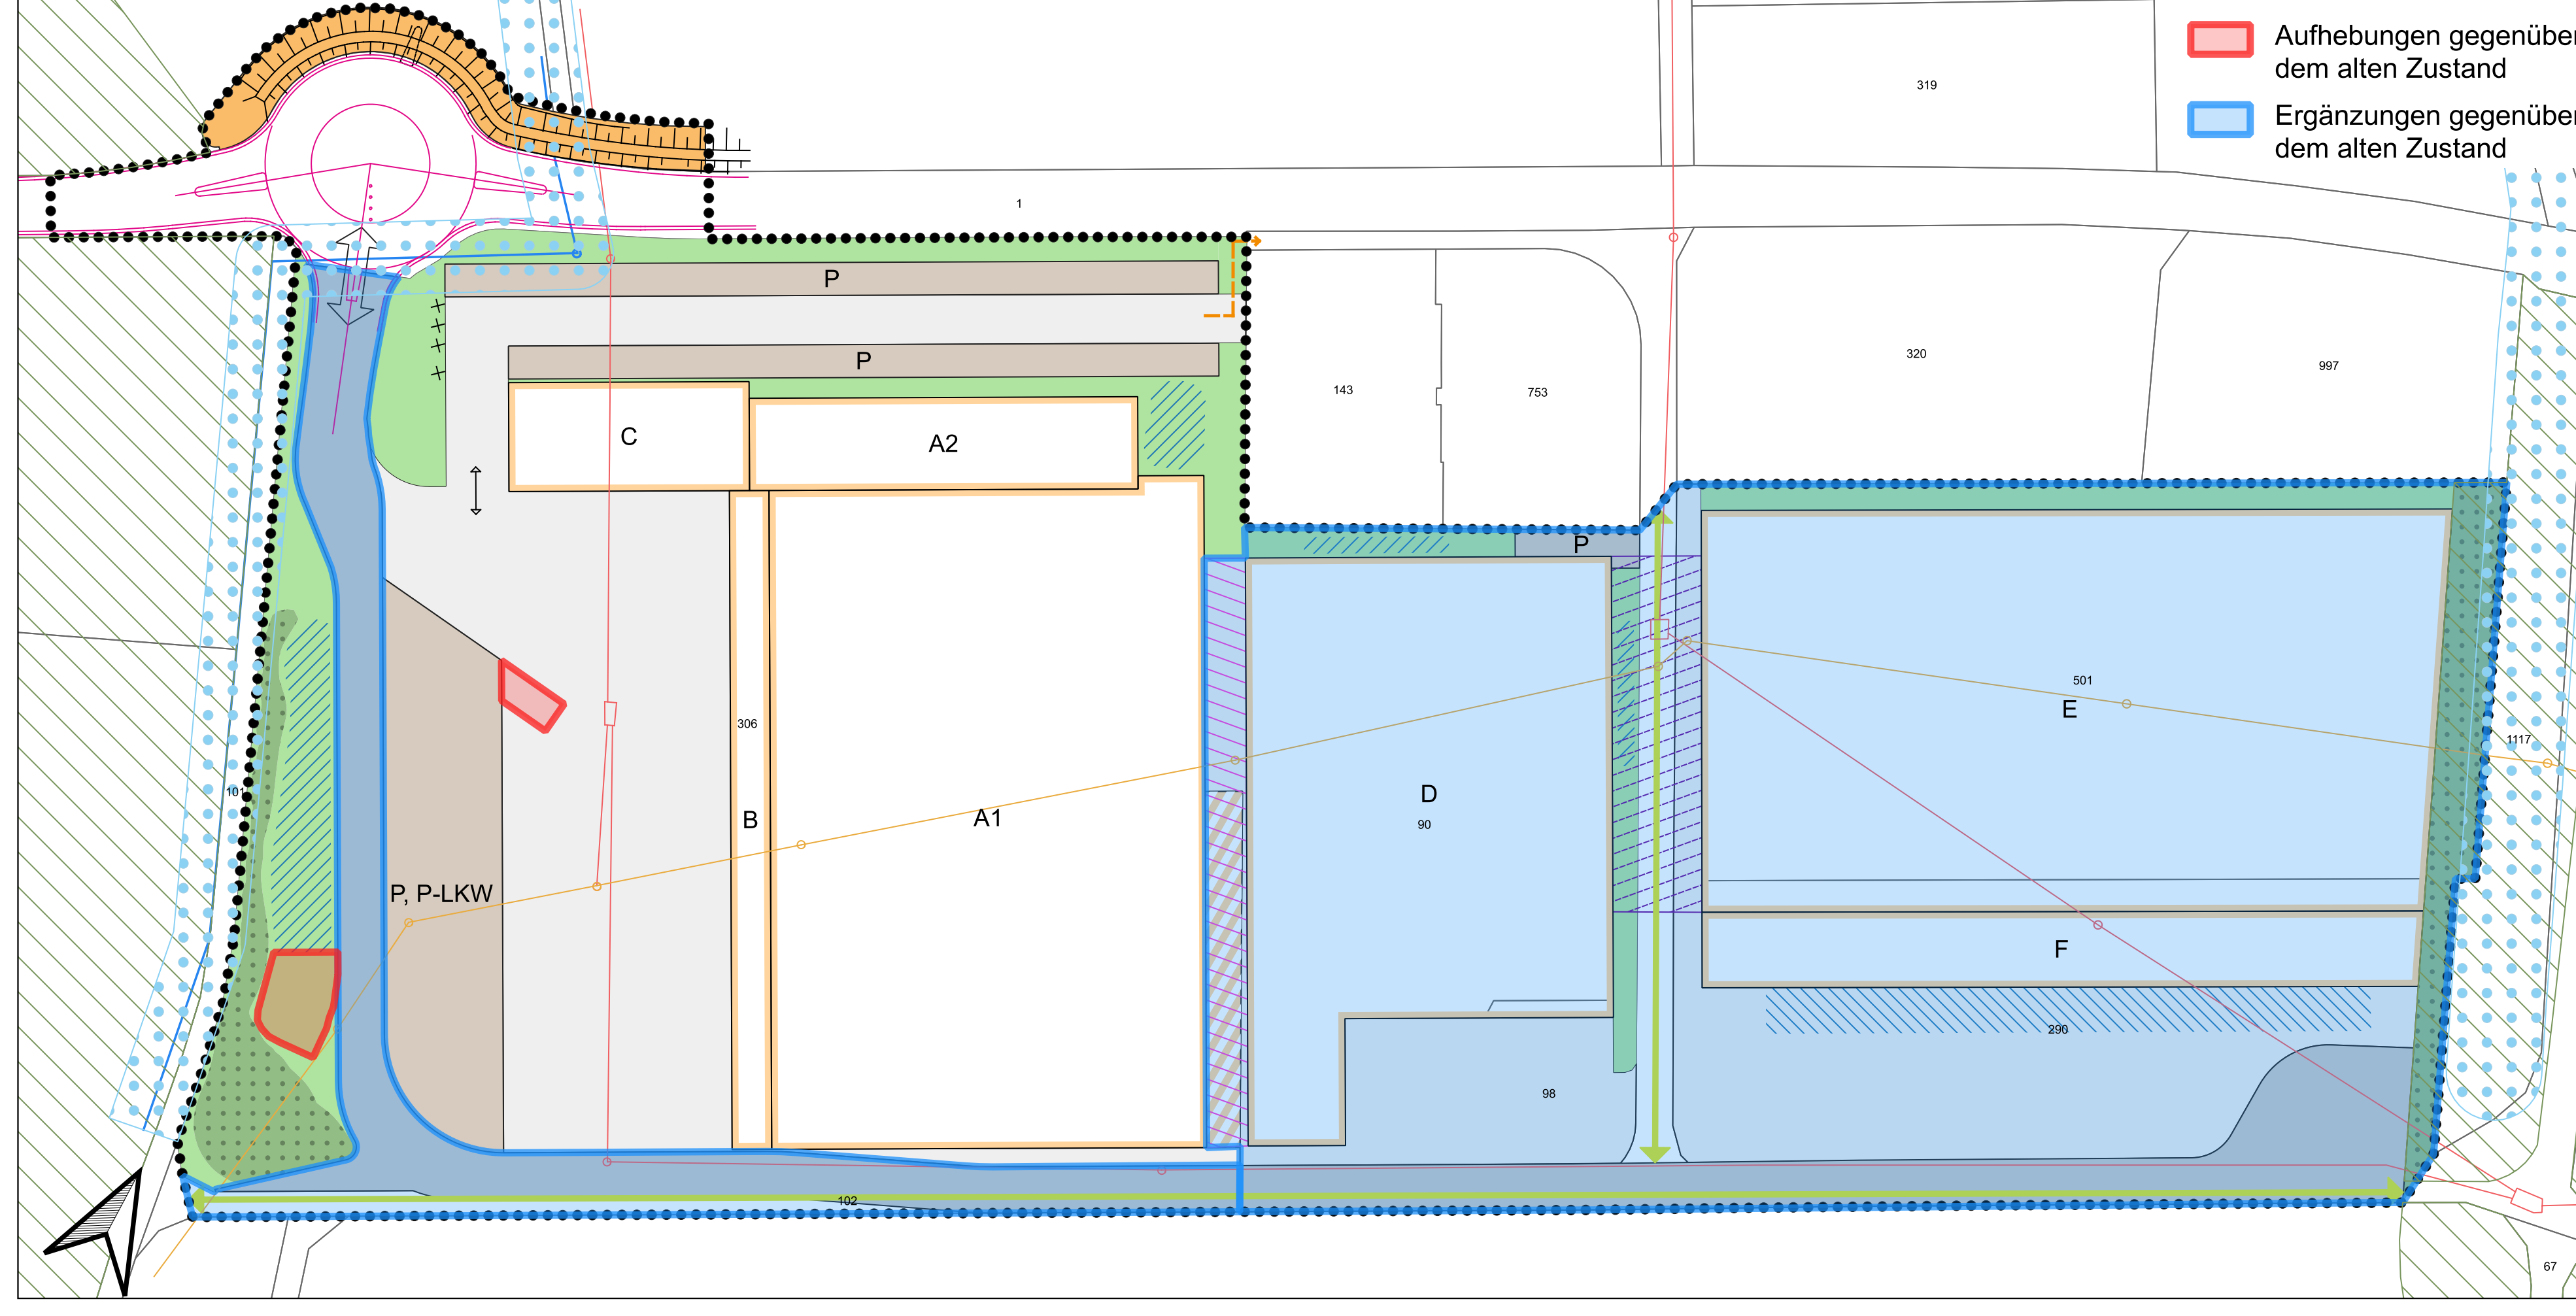 Aufhebungen gegenüber
dem alten Zustand
Ergänzungen gegenüber
dem alten Zustand
319
1
P
P
143
753
320
997
C
A2
P
306
B
A1
D
90
501
E
1117
101
P, P-LKW
F
290
98
102
67